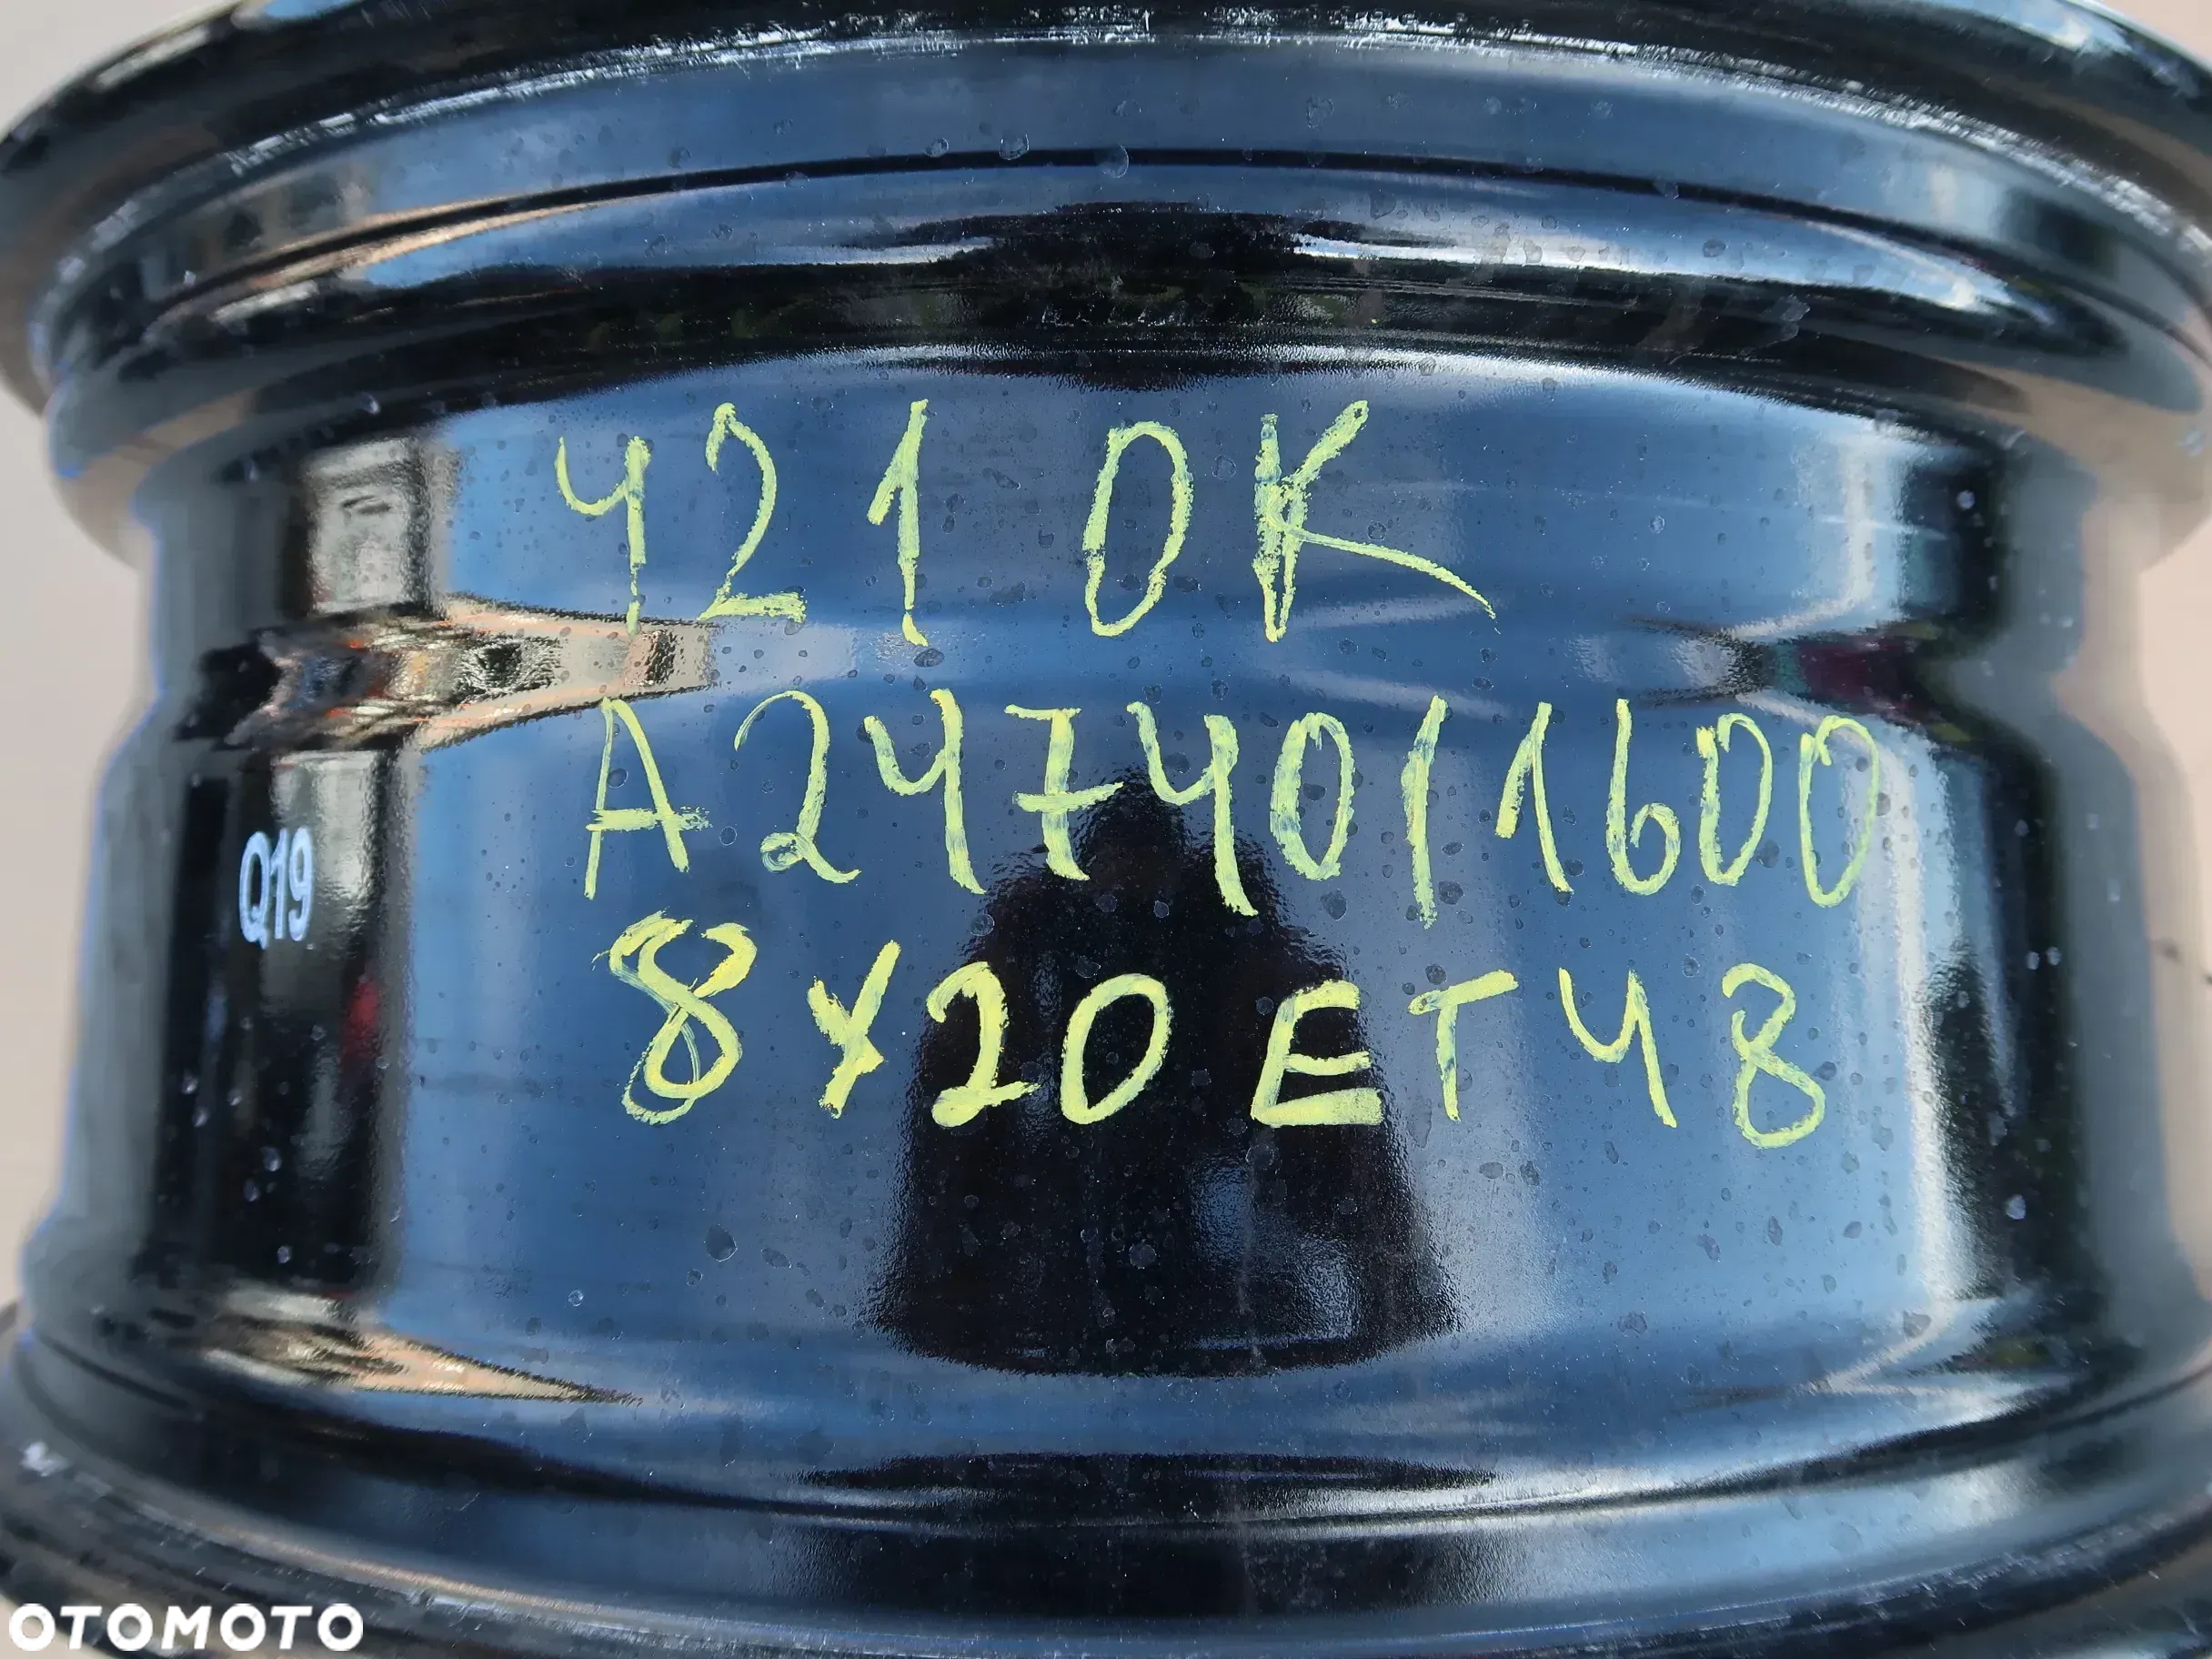 421 OK
A2474011600
Q19
8x20 ET48
OTOMOTO